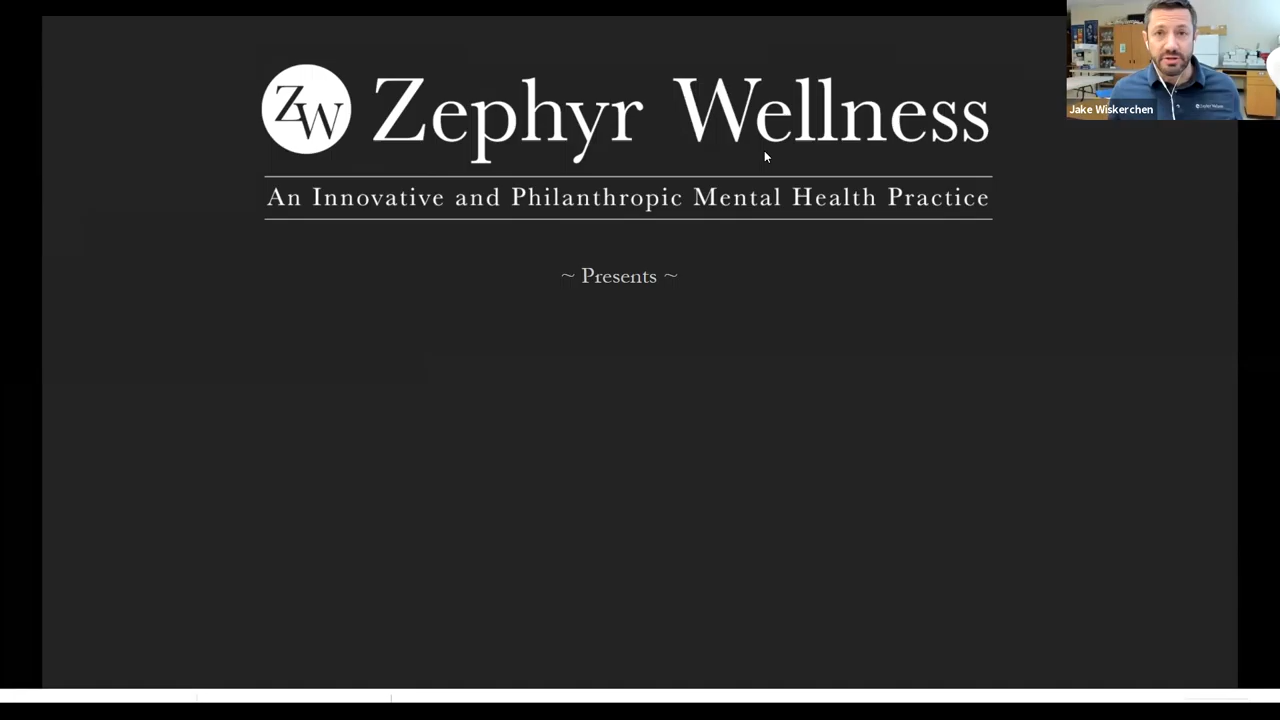 ZW Zephyr Wellness
An Innovative and Philanthropic Mental Health Practice
~ Presents ~
Jake Wiskerchen